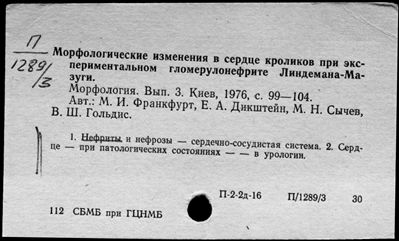 П
1289/3
Морфологические изменения в сердце кроликов при экс-
периментальном гломерулонефрите Линдемана-Ма-
зуги.
Морфология. Вып. 3. Киев, 1976, с. 99—104.
Авт.: М. И. Франкфурт, Е. А. Дикштейн, М. Н. Сычев,
В. Ш. Гольдис.
1. Нефриты и нефрозы — сердечно-сосудистая система. 2. Серд-
це — при патологических состояниях — — в урологии.
П-2-2д-16 П/1289/3 30
112 СБМБ при ГЦНМБ